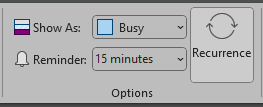 Show As: Busy
Reminder: 15 minutes
Recurrence
Options